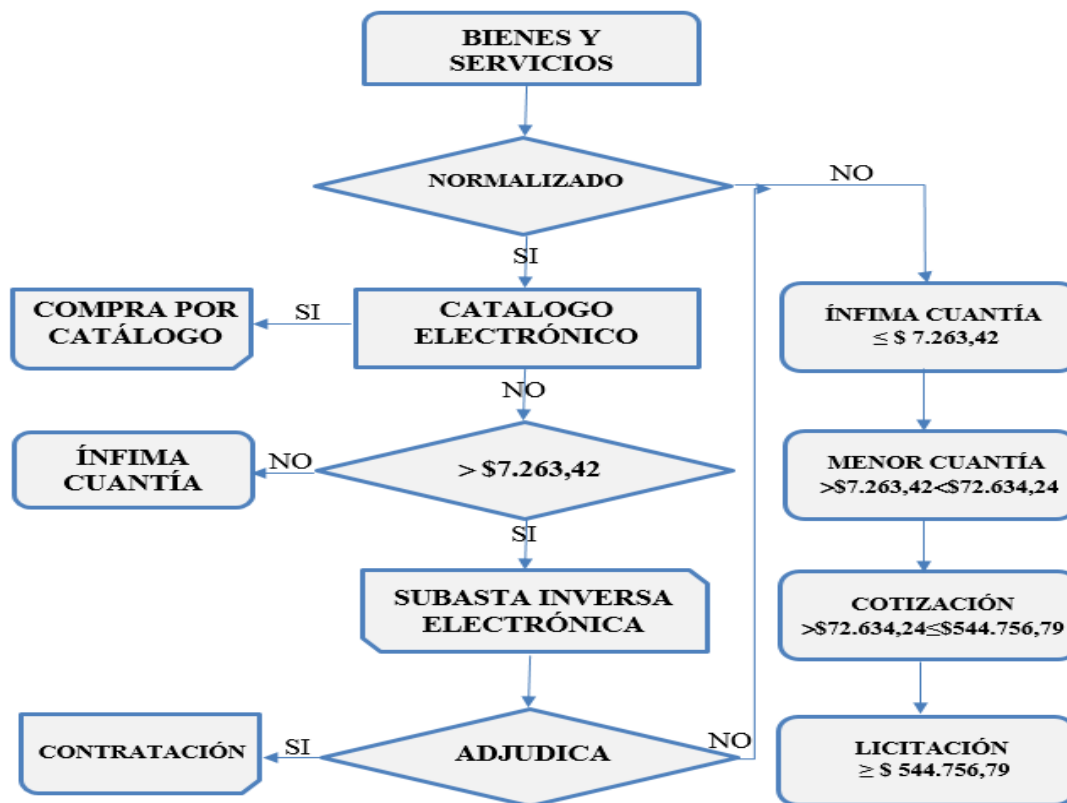 BIENES Y
SERVICIOS
NORMALIZADO
NO
SI
COMPRA POR
CATÁLOGO
SI
CATALOGO
ELECTRÓNICO
ÍNFIMA CUANTÍA
≤ $ 7.263,42
NO
ÍNFIMA
CUANTÍA
NO
> $7.263,42
MENOR CUANTÍA
>$7.263,42<$72.634,24
SI
SUBASTA INVERSA
ELECTRÓNICA
COTIZACIÓN
>$72.634,24≤$544.756,79
CONTRATACIÓN
SI
ADJUDICA
NO
LICITACIÓN
≥ $ 544.756,79